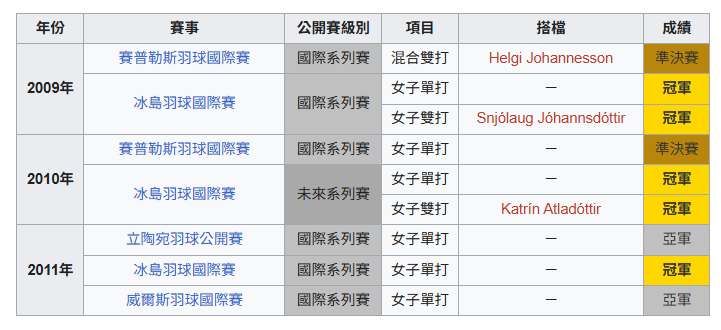 年份 賽事 公開賽級別 項目 搭檔 成績
2009年 賽普勒斯羽球國際賽 國際系列賽 混合雙打 Helgi Johannesson 準決賽
冰島羽球國際賽 國際系列賽 女子單打 — 冠軍
女子雙打 Snjólaug Jóhannsdóttir 冠軍
2010年 賽普勒斯羽球國際賽 國際系列賽 女子單打 — 準決賽
冰島羽球國際賽 未來系列賽 女子單打 — 冠軍
女子雙打 Katrín Atladóttir 冠軍
2011年 立陶宛羽球公開賽 國際系列賽 女子單打 — 亞軍
冰島羽球國際賽 國際系列賽 女子單打 — 冠軍
威爾斯羽球國際賽 國際系列賽 女子單打 — 亞軍